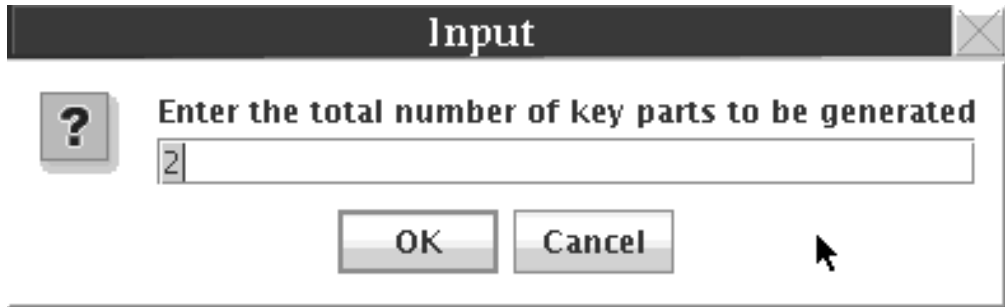 Input
?
Enter the total number of key parts to be generated
2
OK Cancel